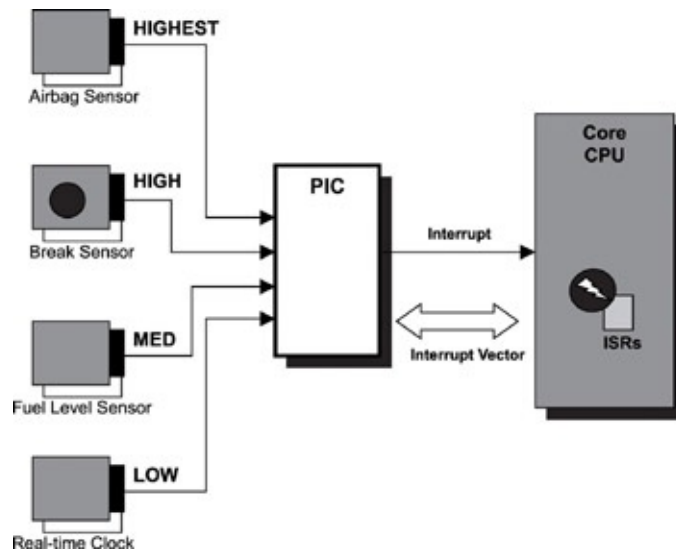 HIGHEST
Airbag Sensor
HIGH
Break Sensor
MED
Fuel Level Sensor
LOW
Real-time Clock
PIC
Interrupt
Interrupt Vector
Core
CPU
ISRs